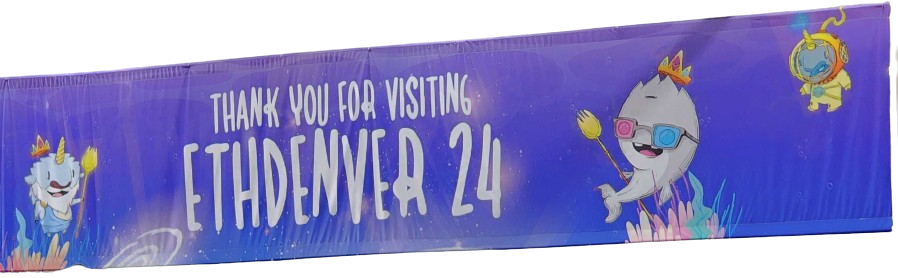 THANK YOU FOR VISITING
ETHDENVER 24